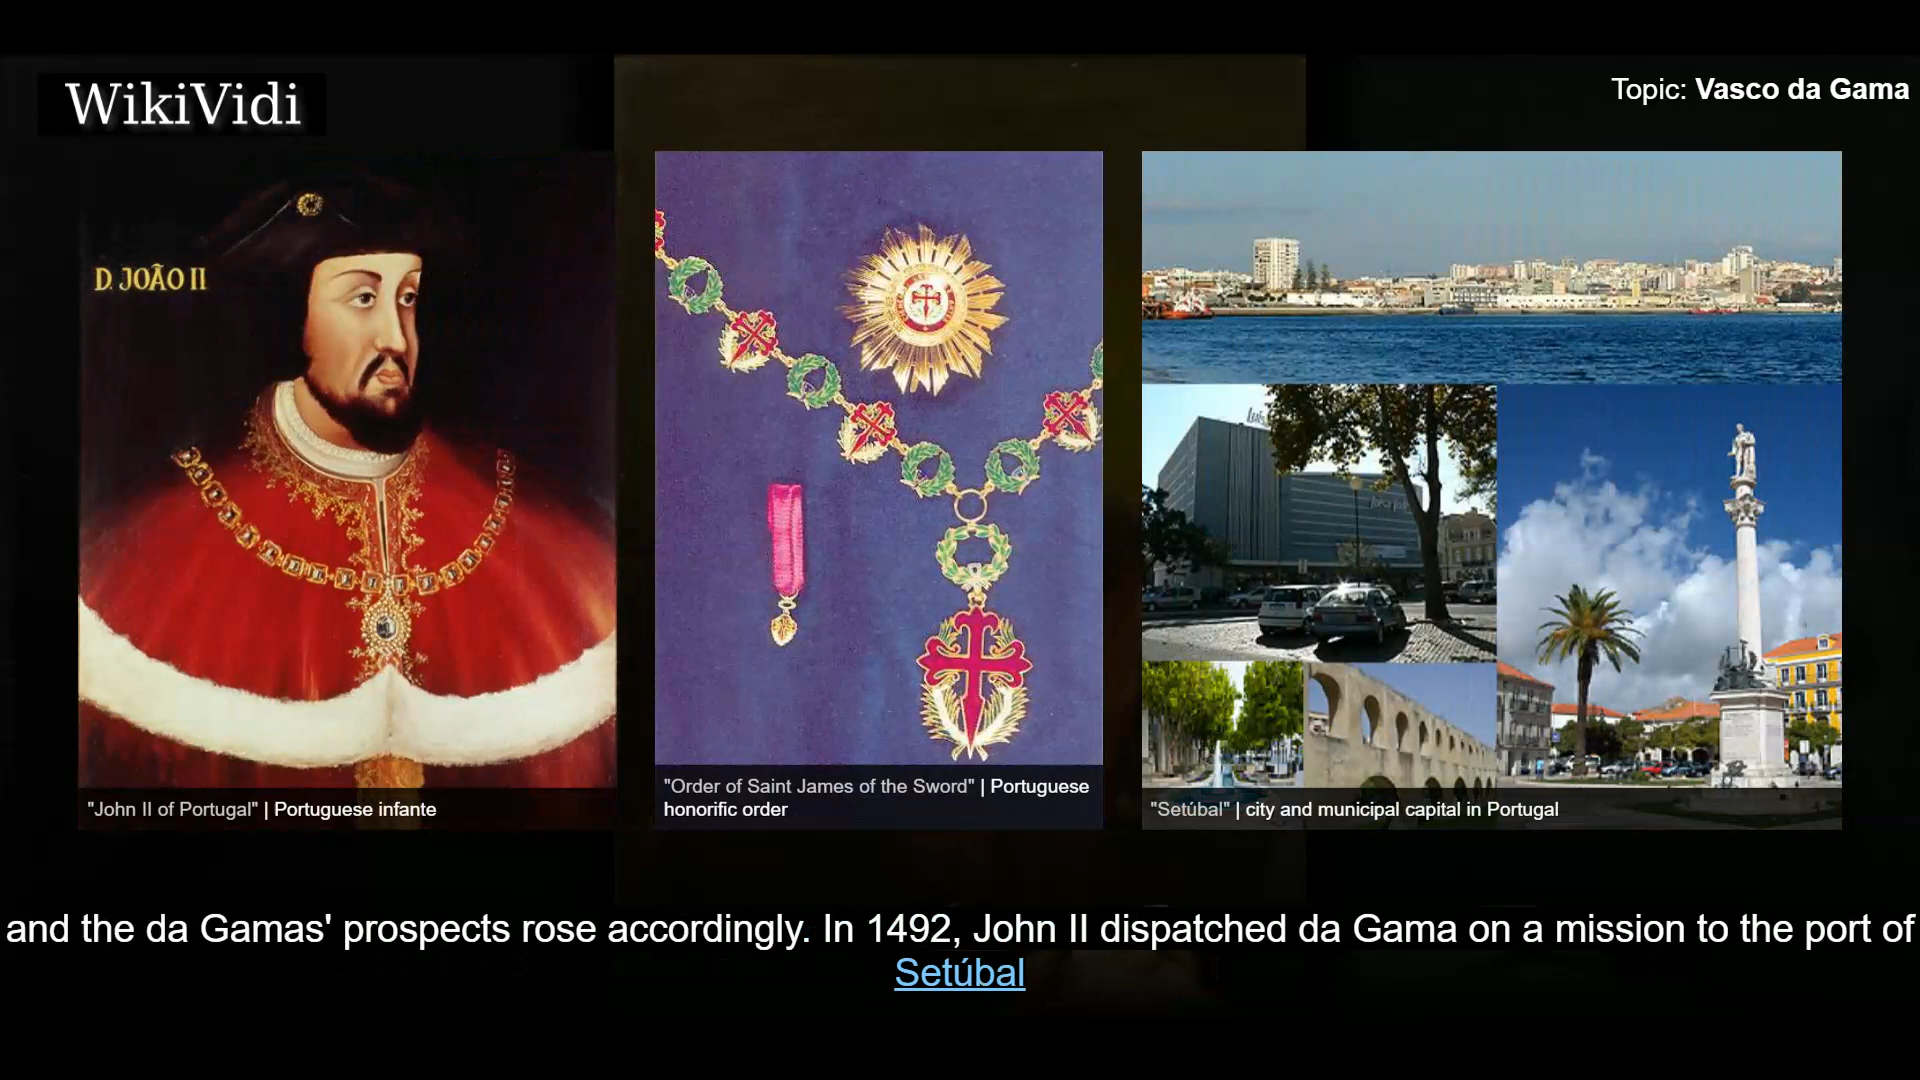 WikiVidi
Topic: Vasco da Gama
D. JOÃO II
"John II of Portugal" | Portuguese infante
"Order of Saint James of the Sword" | Portuguese
honorific order
"Setúbal" | city and municipal capital in Portugal
and the da Gamas' prospects rose accordingly. In 1492, John II dispatched da Gama on a mission to the port of
Setúbal